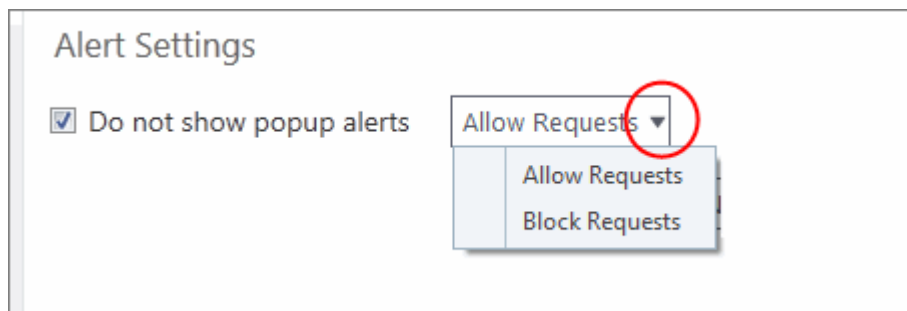 Alert Settings
Do not show popup alerts Allow Requests
Allow Requests
Block Requests